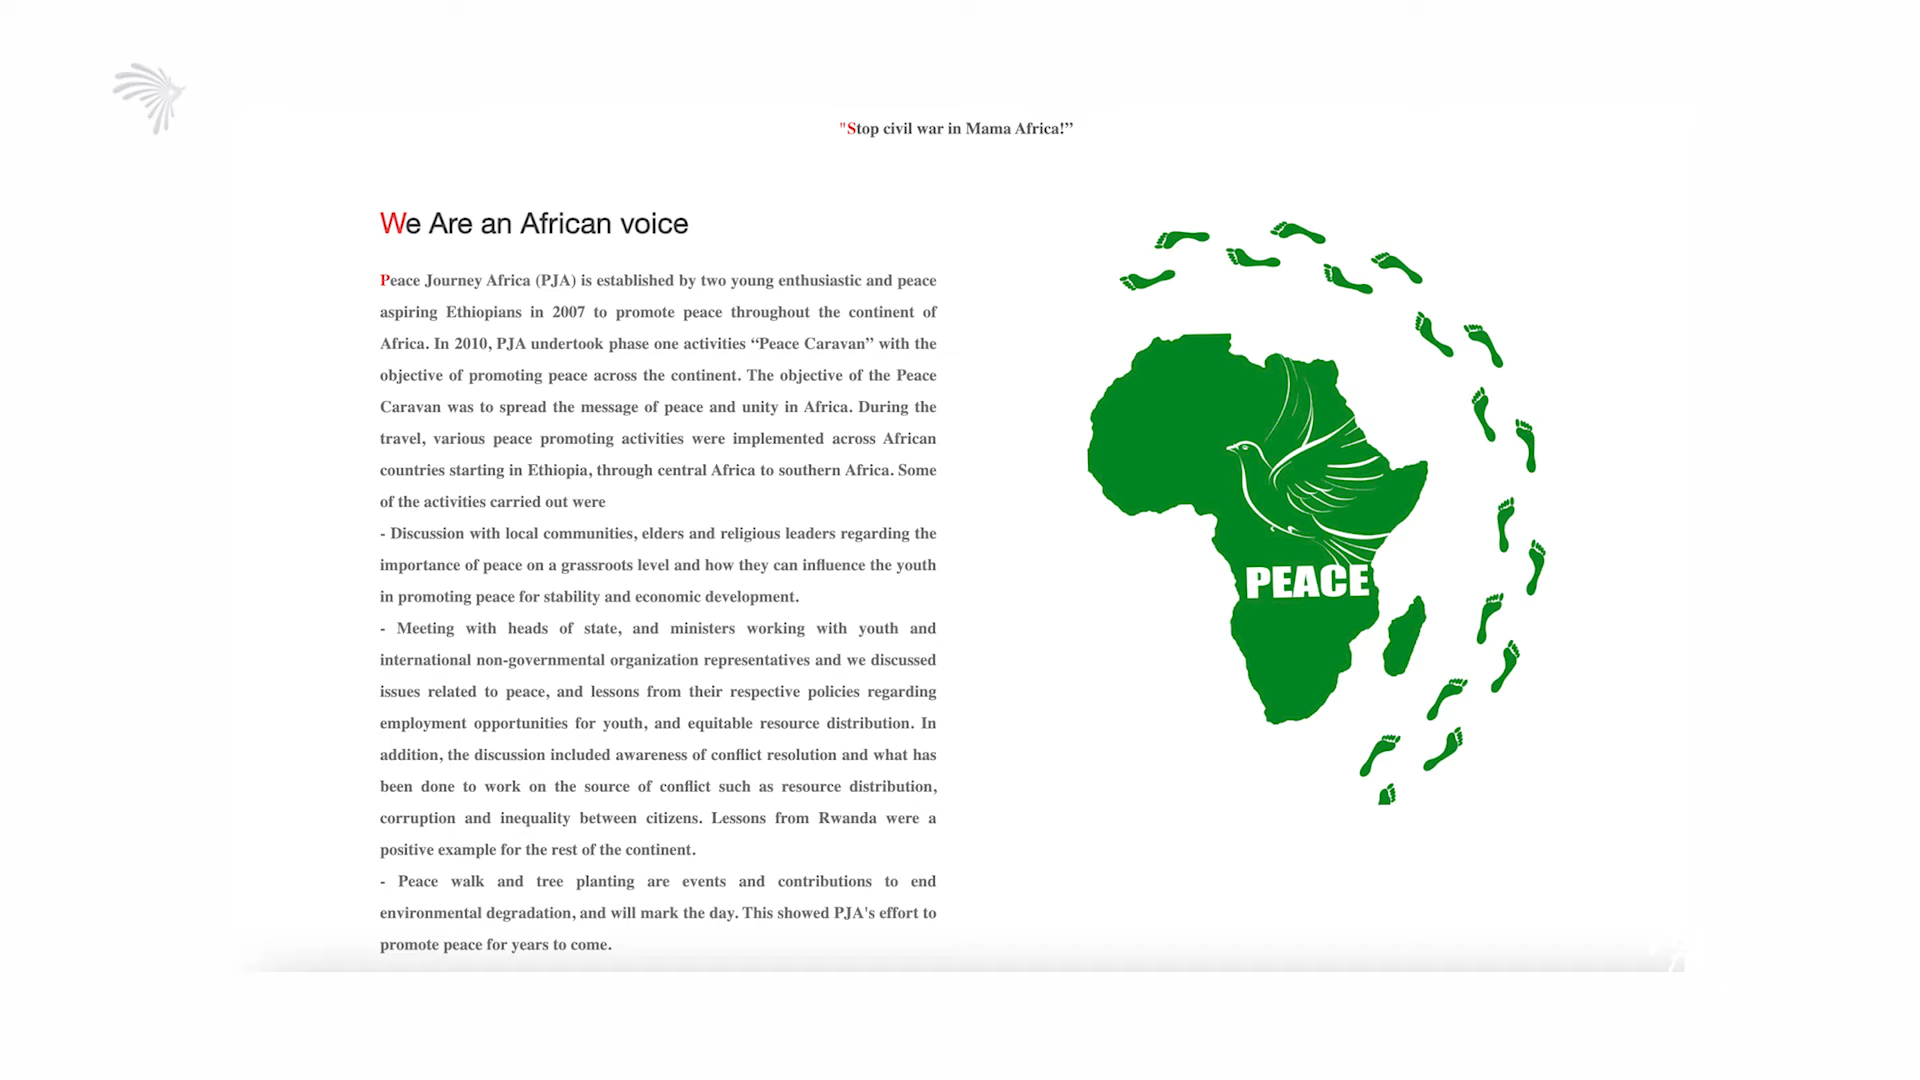 "Stop civil war in Mama Africa!”
We Are an African voice
Peace Journey Africa (PJA) is established by two young enthusiastic and peace
aspiring Ethiopians in 2007 to promote peace throughout the continent of
Africa. In 2010, PJA undertook phase one activities “Peace Caravan” with the
objective of promoting peace across the continent. The objective of the Peace
Caravan was to spread the message of peace and unity in Africa. During the
travel, various peace promoting activities were implemented across African
countries starting in Ethiopia, through central Africa to southern Africa. Some
of the activities carried out were
- Discussion with local communities, elders and religious leaders regarding the
importance of peace on a grassroots level and how they can influence the youth
in promoting peace for stability and economic development.
- Meeting with heads of state, and ministers working with youth and
international non-governmental organization representatives and we discussed
issues related to peace, and lessons from their respective policies regarding
employment opportunities for youth, and equitable resource distribution. In
addition, the discussion included awareness of conflict resolution and what has
been done to work on the source of conflict such as resource distribution,
corruption and inequality between citizens. Lessons from Rwanda were a
positive example for the rest of the continent.
- Peace walk and tree planting are events and contributions to end
environmental degradation, and will mark the day. This showed PJA's effort to
promote peace for years to come.
PEACE